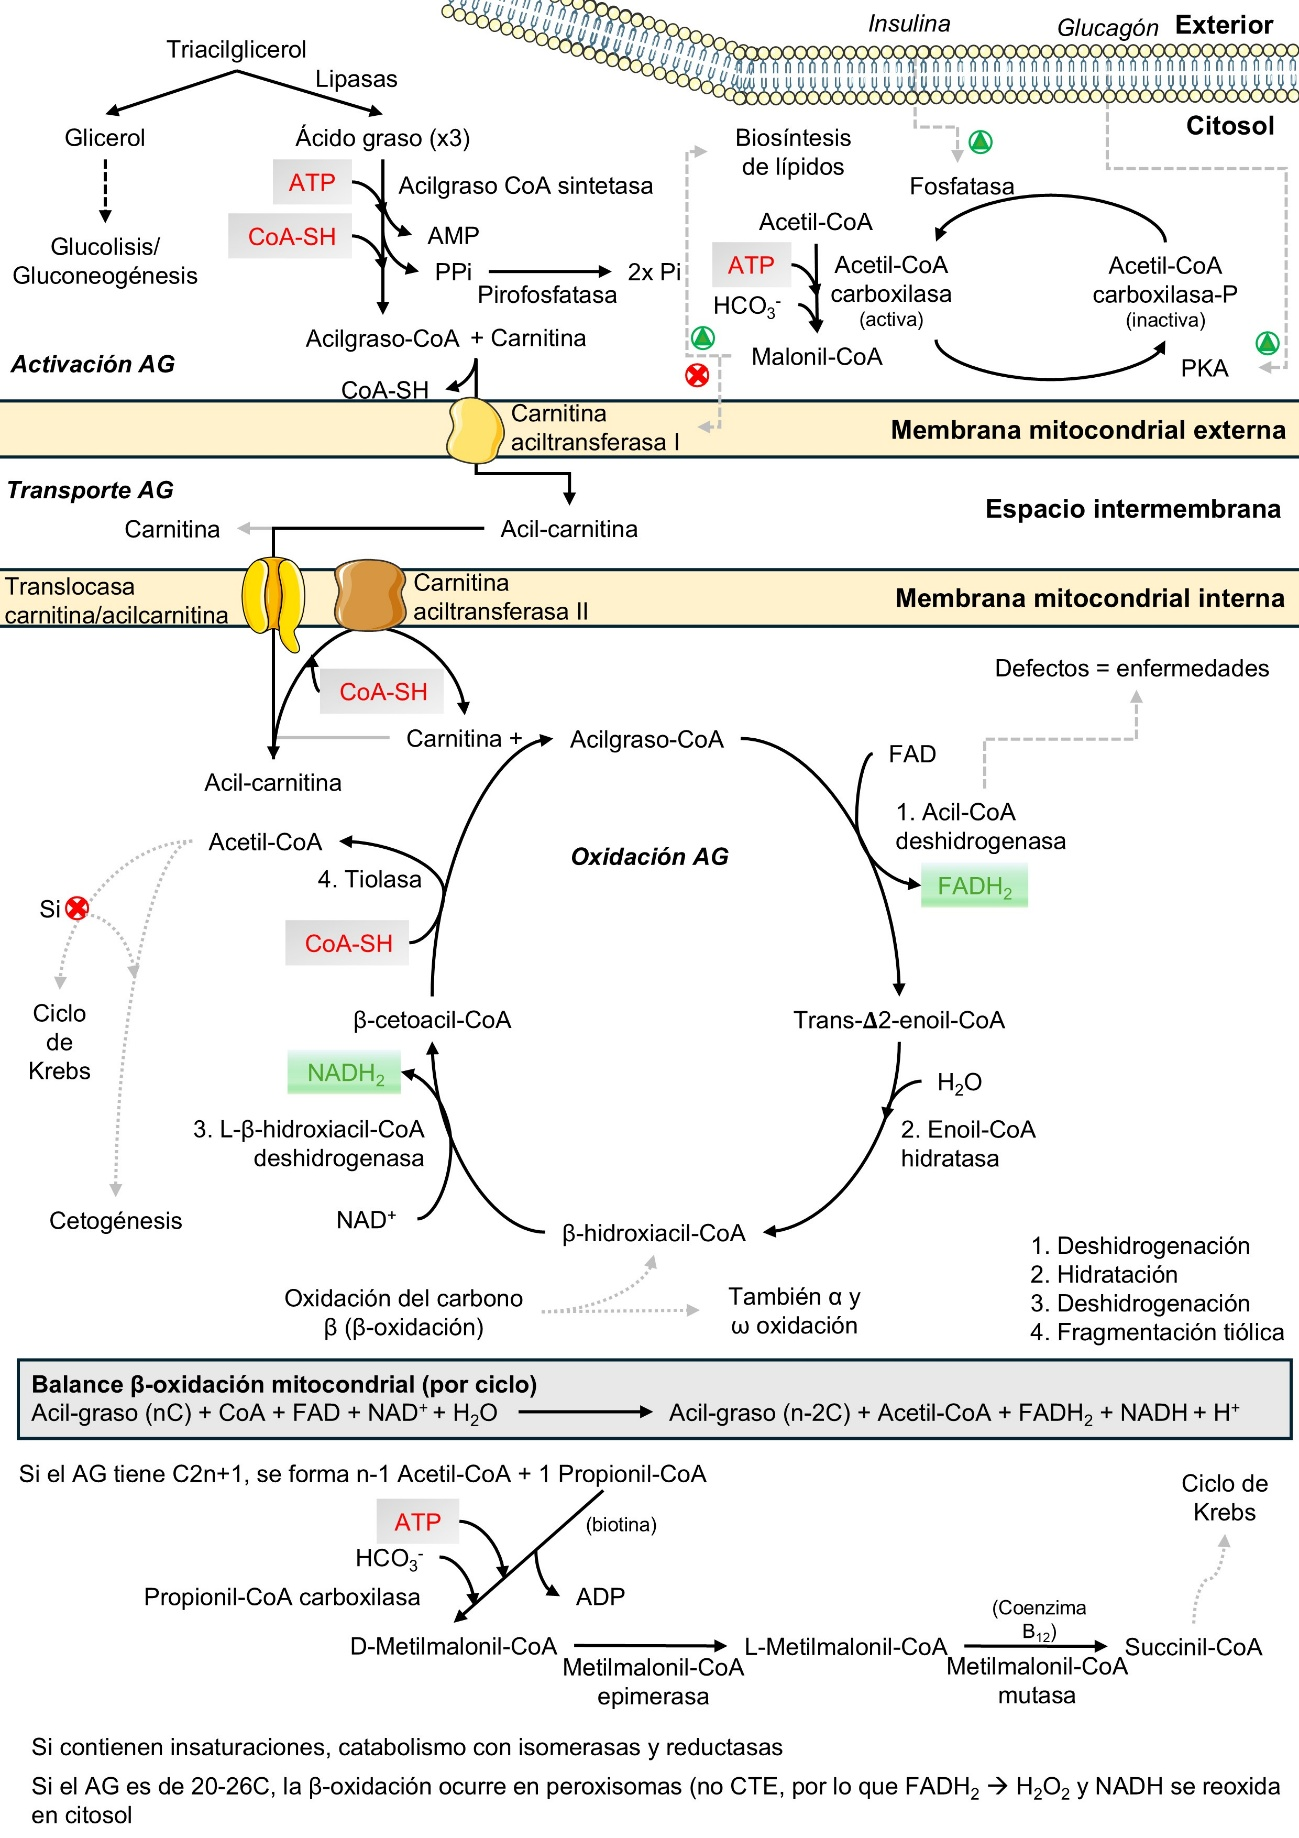 Insulina
Glucagón
Exterior
Citosol
Triacilglicerol
Lipasas
Glicerol
Ácido graso (x3)
ATP
Acilgraso CoA sintetasa
CoA-SH
AMP
PPi
2x Pi
Pirofosfatasa
Glucolisis/
Gluconeogénesis
Acilgraso-CoA + Carnitina
Activación AG
CoA-SH
Biosíntesis
de lípidos
Fosfatasa
Acetil-CoA
ATP
HCO₃⁻
Acetil-CoA
carboxilasa
(activa)
Acetil-CoA
carboxilasa-P
(inactiva)
Malonil-CoA
PKA
Carnitina
aciltransferasa I
Membrana mitocondrial externa
Transporte AG
Espacio intermembrana
Carnitina
Acil-carnitina
Translocasa
carnitina/acilcarnitina
Carnitina
aciltransferasa II
Membrana mitocondrial interna
CoA-SH
Defectos = enfermedades
Carnitina +
Acilgraso-CoA
FAD
Acil-carnitina
1. Acil-CoA
deshidrogenasa
Acetil-CoA
Oxidación AG
4. Tiolasa
FADH₂
Si
CoA-SH
Ciclo
de
Krebs
β-cetoacil-CoA
Trans-Δ2-enoil-CoA
NADH₂
H₂O
3. L-β-hidroxiacil-CoA
deshidrogenasa
2. Enoil-CoA
hidratasa
Cetogénesis
NAD⁺
β-hidroxiacil-CoA
1. Deshidrogenación
2. Hidratación
3. Deshidrogenación
4. Fragmentación tiólica
Oxidación del carbono
β (β-oxidación)
También α y
ω oxidación
Balance β-oxidación mitocondrial (por ciclo)
Acil-graso (nC) + CoA + FAD + NAD⁺ + H₂O → Acil-graso (n-2C) + Acetil-CoA + FADH₂ + NADH + H⁺
Si el AG tiene C2n+1, se forma n-1 Acetil-CoA + 1 Propionil-CoA
Ciclo de
Krebs
ATP
(biotina)
HCO₃⁻
Propionil-CoA carboxilasa
ADP
(Coenzima
B₁₂)
D-Metilmalonil-CoA
L-Metilmalonil-CoA
Succinil-CoA
Metilmalonil-CoA
epimerasa
Metilmalonil-CoA
mutasa
Si contienen insaturaciones, catabolismo con isomerasas y reductasas
Si el AG es de 20-26C, la β-oxidación ocurre en peroxisomas (no CTE, por lo que FADH₂ → H₂O₂ y NADH se reoxida
en citosol